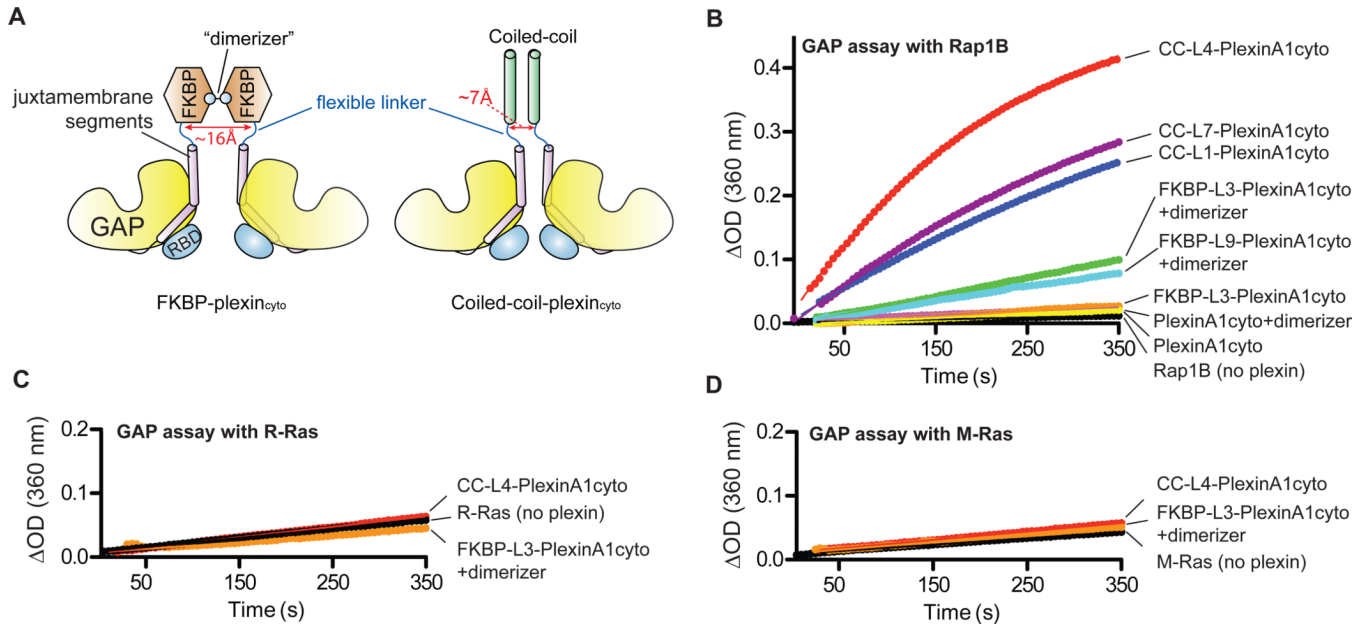 A
"dimerizer"
FKBP
FKBP
juxtamembrane
segments
~16Å
flexible linker
GAP
RBD
FKBP-plexincyto
Coiled-coil
~7Å
Coiled-coil-plexincyto
B
GAP assay with Rap1B
ΔOD (360 nm)
0.4
0.3
0.2
0.1
0.0
50
150
250
350
Time (s)
CC-L4-PlexinA1cyto
CC-L7-PlexinA1cyto
CC-L1-PlexinA1cyto
FKBP-L3-PlexinA1cyto
+dimerizer
FKBP-L9-PlexinA1cyto
+dimerizer
FKBP-L3-PlexinA1cyto
PlexinA1cyto+dimerizer
PlexinA1cyto
Rap1B (no plexin)
C
GAP assay with R-Ras
ΔOD (360 nm)
0.2
0.1
0.0
50
150
250
350
Time (s)
CC-L4-PlexinA1cyto
R-Ras (no plexin)
FKBP-L3-PlexinA1cyto
+dimerizer
D
GAP assay with M-Ras
ΔOD (360 nm)
0.2
0.1
0.0
50
150
250
350
Time (s)
CC-L4-PlexinA1cyto
FKBP-L3-PlexinA1cyto
+dimerizer
M-Ras (no plexin)